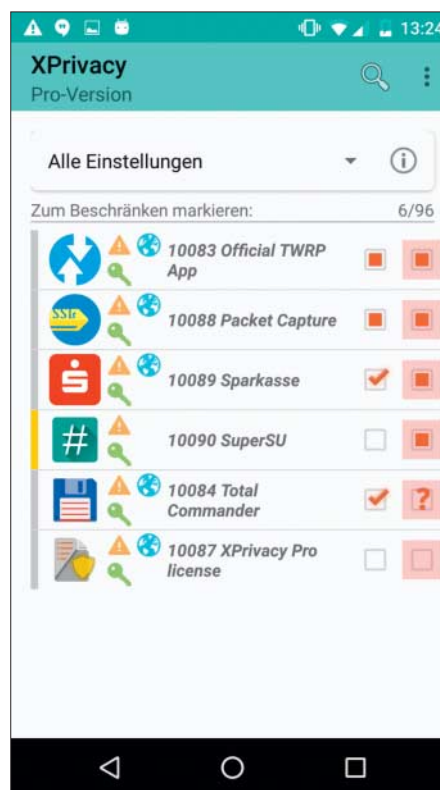 13:24
XPrivacy
Pro-Version
Alle Einstellungen
Zum Beschränken markieren: 6/96
10083 Official TWRP
App
SSL
10088 Packet Capture
10089 Sparkasse
# 10090 SuperSU
10084 Total
Commander
?
10087 XPrivacy Pro
license